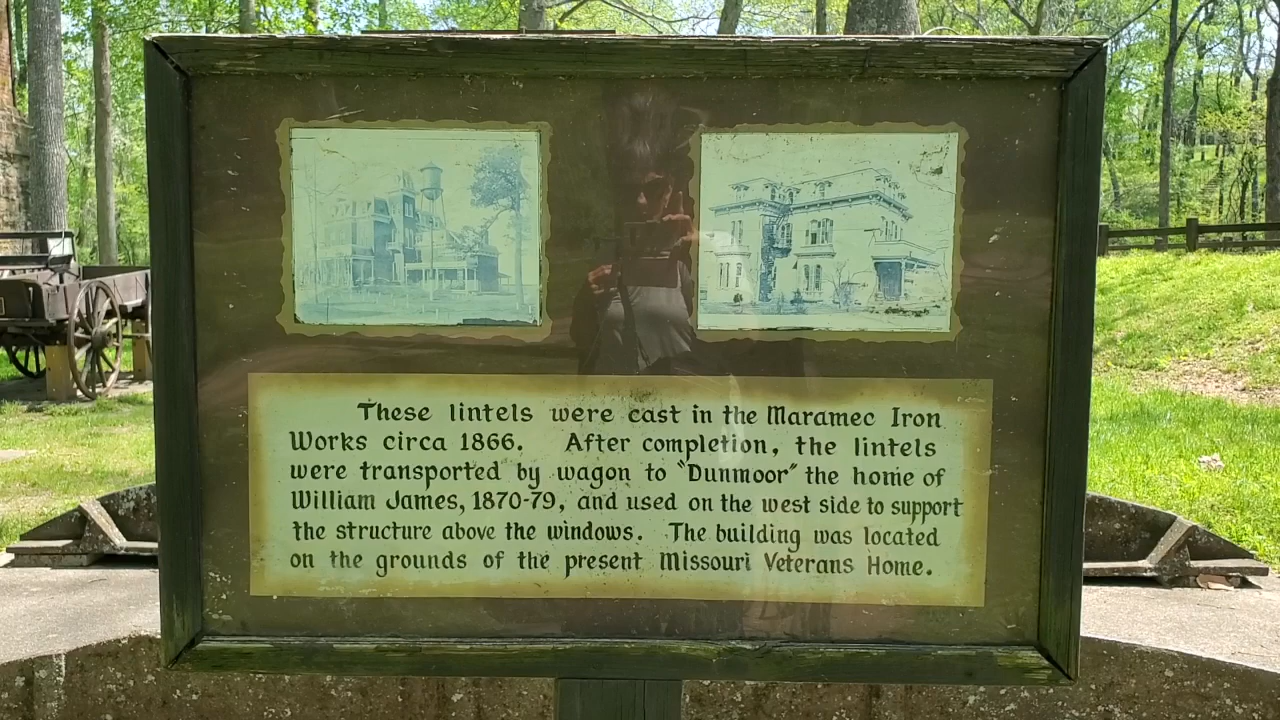 These lintels were cast in the Maramec Iron
Works circa 1866. After completion, the lintels
were transported by wagon to "Dunmoor" the home of
William James, 1870-79, and used on the west side to support
the structure above the windows. The building was located
on the grounds of the present Missouri Veterans Home.